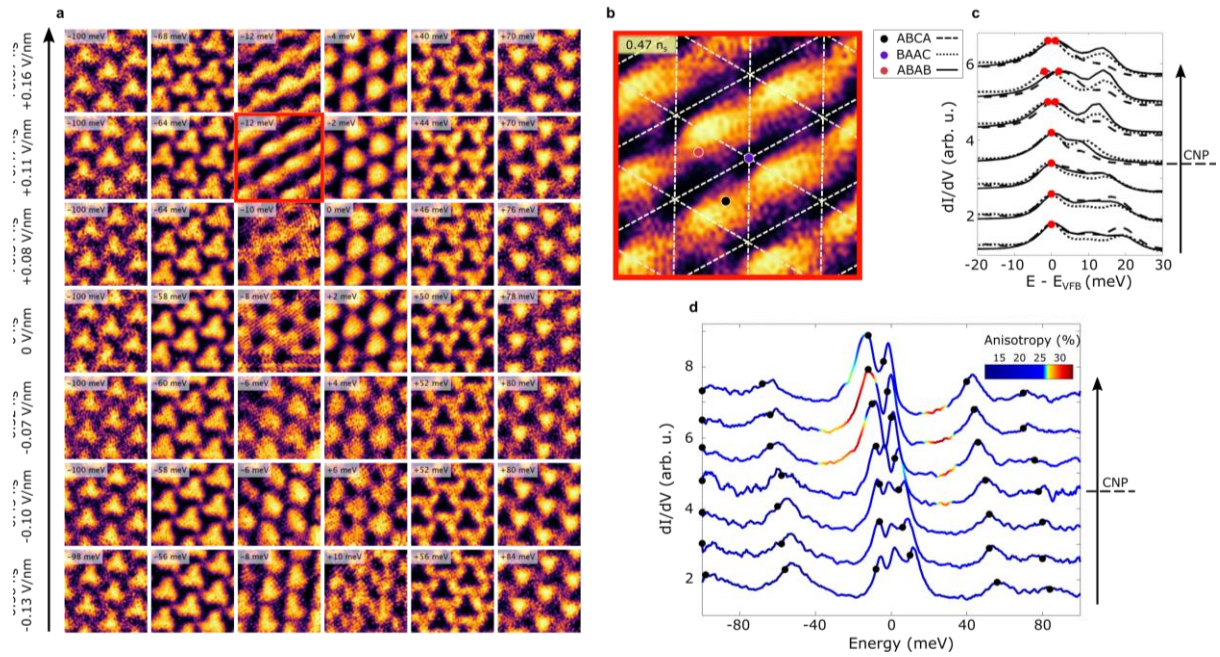 a
+0.16 V/nm
-100 meV
-68 meV
-12 meV
-4 meV
+40 meV
+70 meV
+0.11 V/nm
-100 meV
-64 meV
-12 meV
-2 meV
+44 meV
+70 meV
+0.08 V/nm
-100 meV
-64 meV
-10 meV
0 meV
+46 meV
+76 meV
0 V/nm
-100 meV
-58 meV
-8 meV
+2 meV
+50 meV
+78 meV
-0.07 V/nm
-100 meV
-60 meV
-6 meV
+4 meV
+52 meV
+80 meV
-0.10 V/nm
-100 meV
-58 meV
-6 meV
+6 meV
+52 meV
+80 meV
-0.13 V/nm
-98 meV
-56 meV
-8 meV
+10 meV
+56 meV
+84 meV
b
0.47 nₛ
ABCA
BAAC
ABAB
c
dI/dV (arb. u.)
6
4
2
CNP
-20 -10 0 10 20 30
E - E_VFB (meV)
d
Anisotropy (%)
15 20 25 30
dI/dV (arb. u.)
8
6
4
2
CNP
-80 -40 0 40 80
Energy (meV)